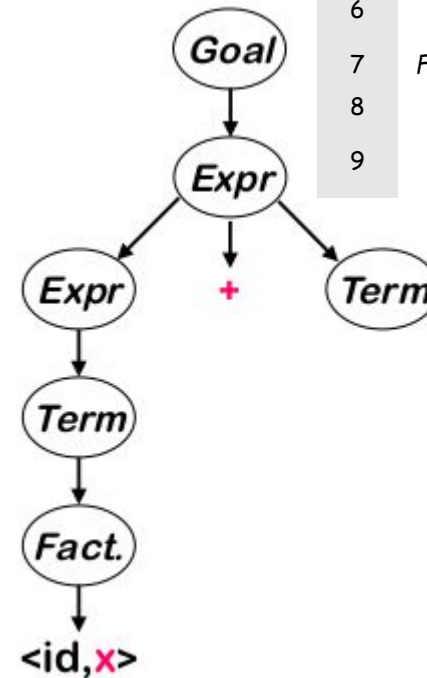 6
Goal
7 F
8
Expr
9
Expr + Term
Term
Fact.
<id,x>